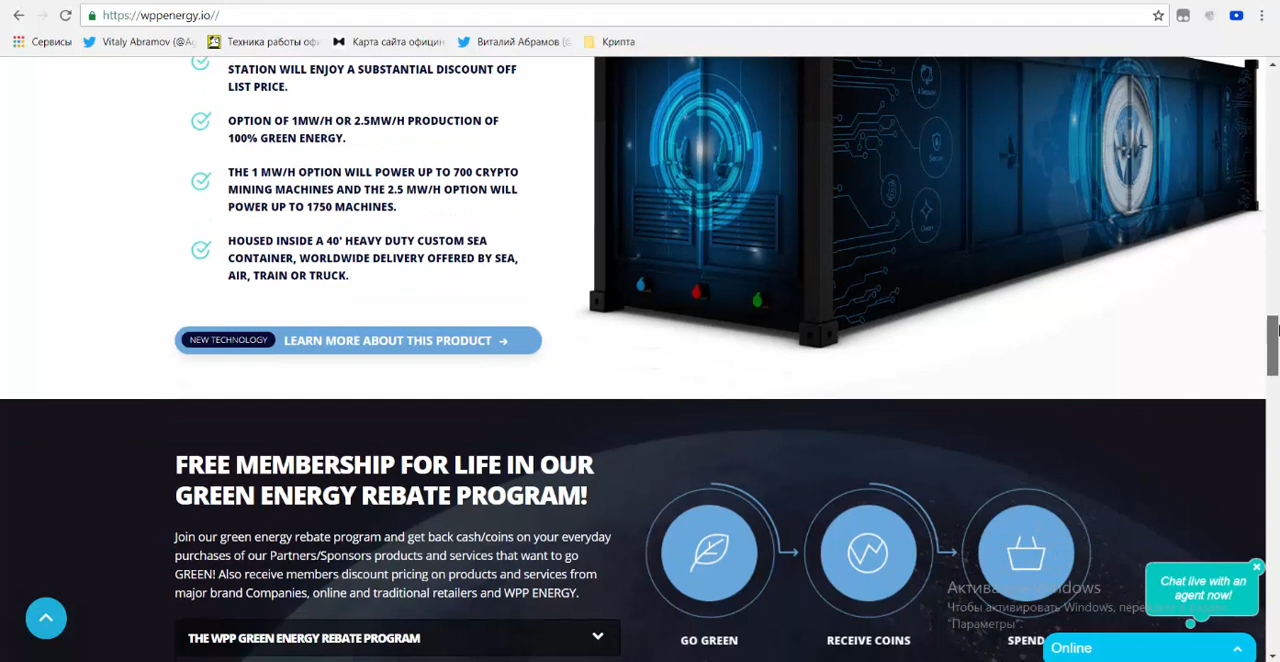 https://wppenergy.io//
Сервисы
Vitaly Abramov (@Ag
Техника работы офи
Карта сайта официн
Виталий Абрамов (@
Крипта
STATION WILL ENJOY A SUBSTANTIAL DISCOUNT OFF
LIST PRICE.
OPTION OF 1MW/H OR 2.5MW/H PRODUCTION OF
100% GREEN ENERGY.
THE 1 MW/H OPTION WILL POWER UP TO 700 CRYPTO
MINING MACHINES AND THE 2.5 MW/H OPTION WILL
POWER UP TO 1750 MACHINES.
HOUSED INSIDE A 40' HEAVY DUTY CUSTOM SEA
CONTAINER, WORLDWIDE DELIVERY OFFERED BY SEA,
AIR, TRAIN OR TRUCK.
NEW TECHNOLOGY LEARN MORE ABOUT THIS PRODUCT →
Secure
Clean
FREE MEMBERSHIP FOR LIFE IN OUR
GREEN ENERGY REBATE PROGRAM!
Join our green energy rebate program and get back cash/coins on your everyday
purchases of our Partners/Sponsors products and services that want to go
GREEN! Also receive members discount pricing on products and services from
major brand Companies, online and traditional retailers and WPP ENERGY.
THE WPP GREEN ENERGY REBATE PROGRAM
GO GREEN
RECEIVE COINS
SPEND
Чтобы активировать Windows,
"Параметры".
Chat live with an
agent now!
Online